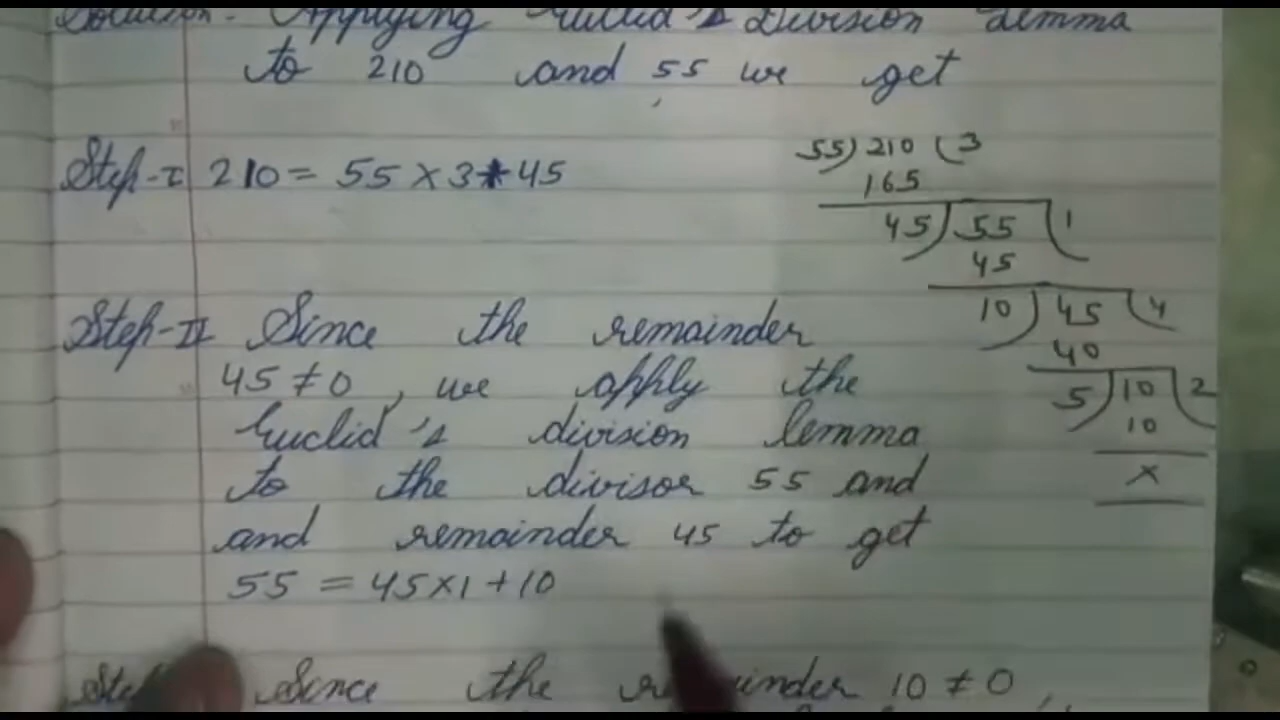 Solution. Applying Euclid's Division Lemma
to 210 and 55 we get
Step-I 210 = 55 × 3 + 45
55) 210 ( 3
165
45) 55 ( 1
45
10) 45 ( 4
40
5) 10 ( 2
10
×
Step-II Since the remainder
45 ≠ 0, we apply the
Euclid's division lemma
to the divisor 55 and
and remainder 45 to get
55 = 45 × 1 + 10
Since the remainder 10 ≠ 0,